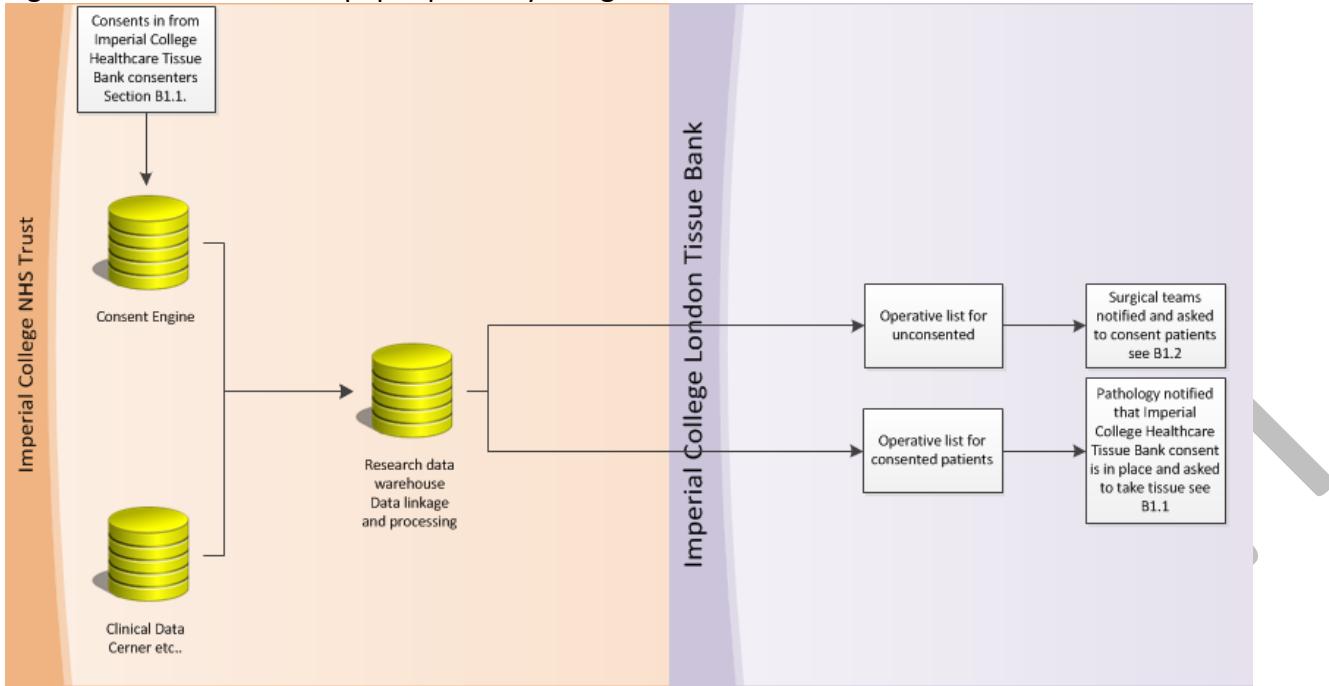 Consents in from
Imperial College
Healthcare Tissue
Bank consenters
Section B1.1.
Imperial College NHS Trust
Consent Engine
Clinical Data
Cerner etc..
Research data
warehouse
Data linkage
and processing
Imperial College London Tissue Bank
Operative list for
unconsented
Surgical teams
notified and asked
to consent patients
see B1.2
Operative list for
consented patients
Pathology notified
that Imperial
College Healthcare
Tissue Bank consent
is in place and asked
to take tissue see
B1.1